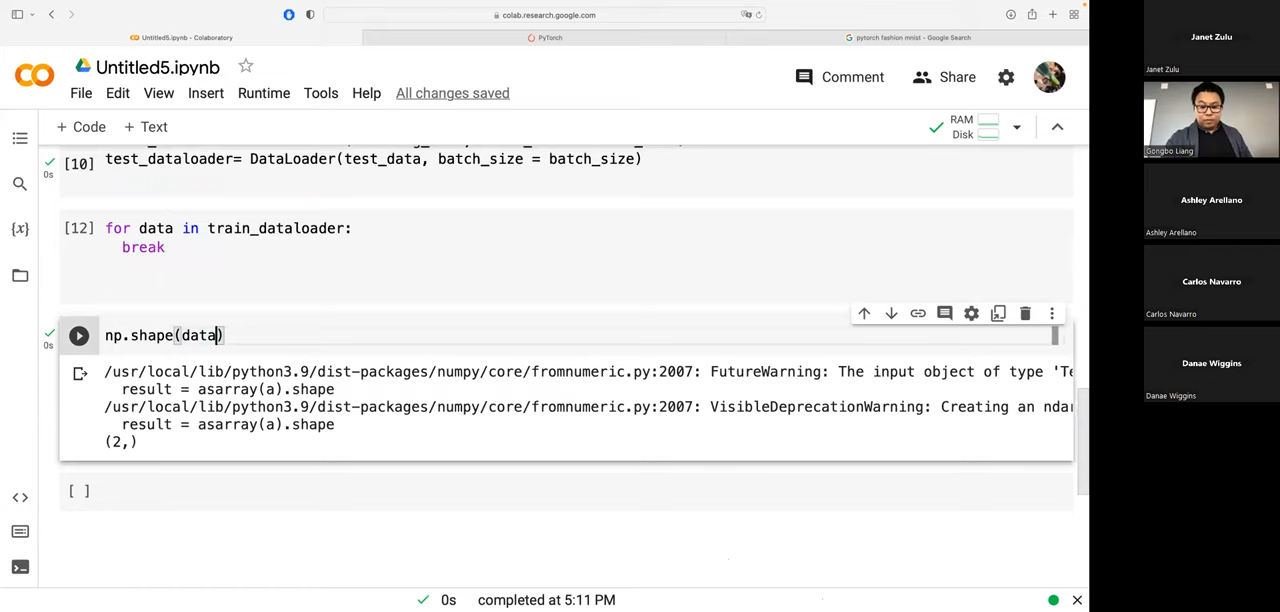 colab.research.google.com
Untitled5.ipynb - Colaboratory
PyTorch
pytorch fashion mnist - Google Search
Untitled5.ipynb
Comment
Share
File Edit View Insert Runtime Tools Help All changes saved
+ Code + Text
RAM
Disk
[10] test_dataloader= DataLoader(test_data, batch_size = batch_size)
0s
[12] for data in train_dataloader:
break
np.shape(data)
0s
/usr/local/lib/python3.9/dist-packages/numpy/core/fromnumeric.py:2007: FutureWarning: The input object of type 'Te
result = asarray(a).shape
/usr/local/lib/python3.9/dist-packages/numpy/core/fromnumeric.py:2007: VisibleDeprecationWarning: Creating an ndar
result = asarray(a).shape
(2,)
[ ]
0s completed at 5:11 PM
Janet Zulu
Janet Zulu
Gongbo Liang
Ashley Arellano
Ashley Arellano
Carlos Navarro
Carlos Navarro
Danae Wiggins
Danae Wiggins